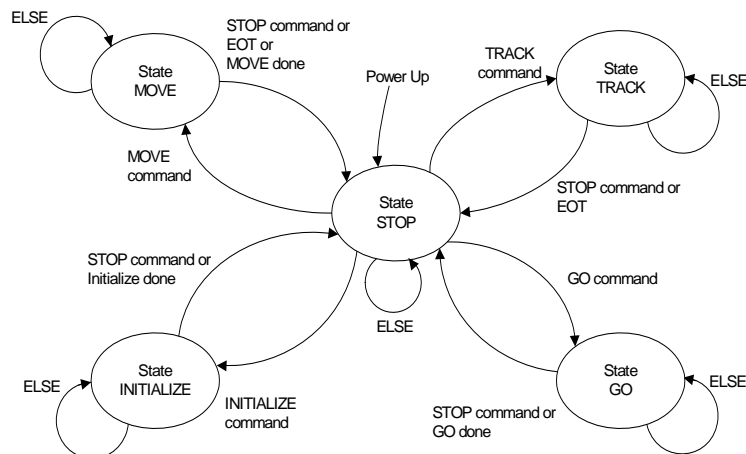 ELSE
STOP command or
EOT or
MOVE done
State
MOVE
Power Up
TRACK
command
State
TRACK
ELSE
MOVE
command
State
STOP
STOP command or
EOT
STOP command or
Initialize done
GO command
ELSE
State
INITIALIZE
ELSE
INITIALIZE
command
STOP command or
GO done
State
GO
ELSE